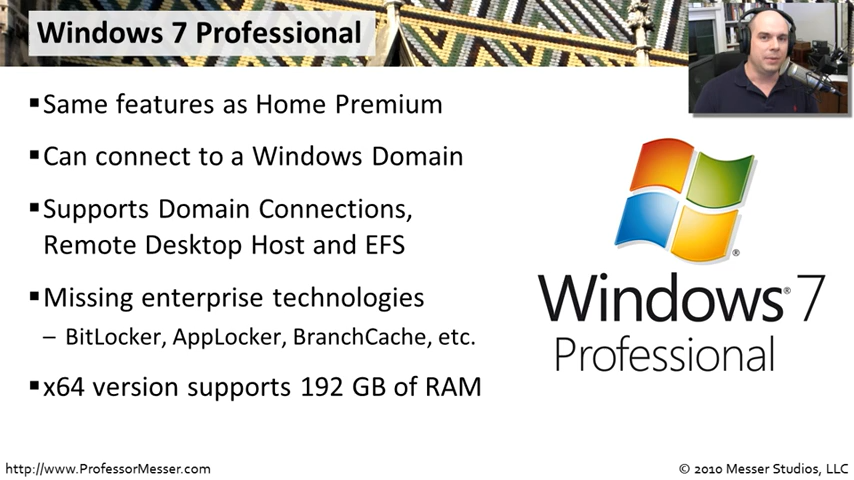 Windows 7 Professional
▪Same features as Home Premium
▪Can connect to a Windows Domain
▪Supports Domain Connections,
Remote Desktop Host and EFS
▪Missing enterprise technologies
– BitLocker, AppLocker, BranchCache, etc.
▪x64 version supports 192 GB of RAM
®
Windows® 7
Professional
http://www.ProfessorMesser.com
© 2010 Messer Studios, LLC